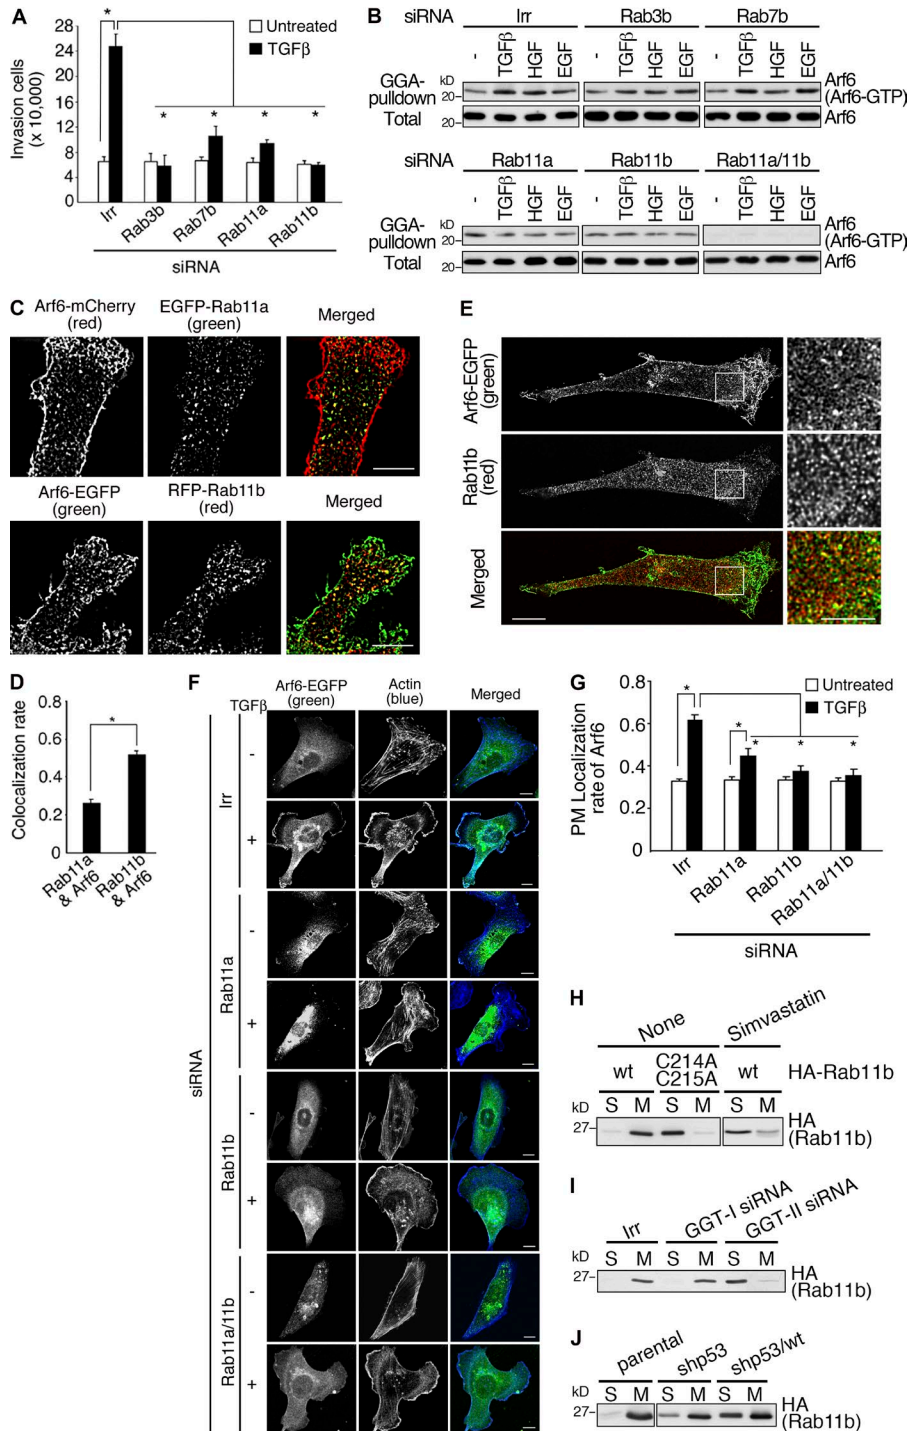 A
Invasion cells
(x 10,000)
28
24
20
16
12
8
4
0
Untreated
TGFβ
*
* * * *
Irr Rab3b Rab7b Rab11a Rab11b
siRNA
B
siRNA Irr Rab3b Rab7b
- TGFβ HGF EGF - TGFβ HGF EGF - TGFβ HGF EGF
GGA-pulldown kD 20 Arf6 (Arf6-GTP)
Total 20 Arf6
siRNA Rab11a Rab11b Rab11a/11b
- TGFβ HGF EGF - TGFβ HGF EGF - TGFβ HGF EGF
GGA-pulldown kD 20 Arf6 (Arf6-GTP)
Total 20 Arf6
C
Arf6-mCherry (red) EGFP-Rab11a (green) Merged
Arf6-EGFP (green) RFP-Rab11b (red) Merged
E
Arf6-EGFP (green)
Rab11b (red)
Merged
D
Colocalization rate
0.8
0.6
0.4
0.2
0
*
Rab11a & Arf6 Rab11b & Arf6
F
TGFβ Arf6-EGFP (green) Actin (blue) Merged
siRNA
Irr - +
Rab11a - +
Rab11b - +
Rab11a/11b - +
G
PM Localization rate of Arf6
0.8
0.6
0.4
0.2
0
Untreated
TGFβ
* *
* * *
Irr Rab11a Rab11b Rab11a/11b
siRNA
H
None Simvastatin
wt C214A C215A wt HA-Rab11b
kD S M S M S M
27 HA (Rab11b)
I
Irr GGT-I siRNA GGT-II siRNA
kD S M S M S M
27 HA (Rab11b)
J
parental shp53 shp53/wt
kD S M S M S M
27 HA (Rab11b)